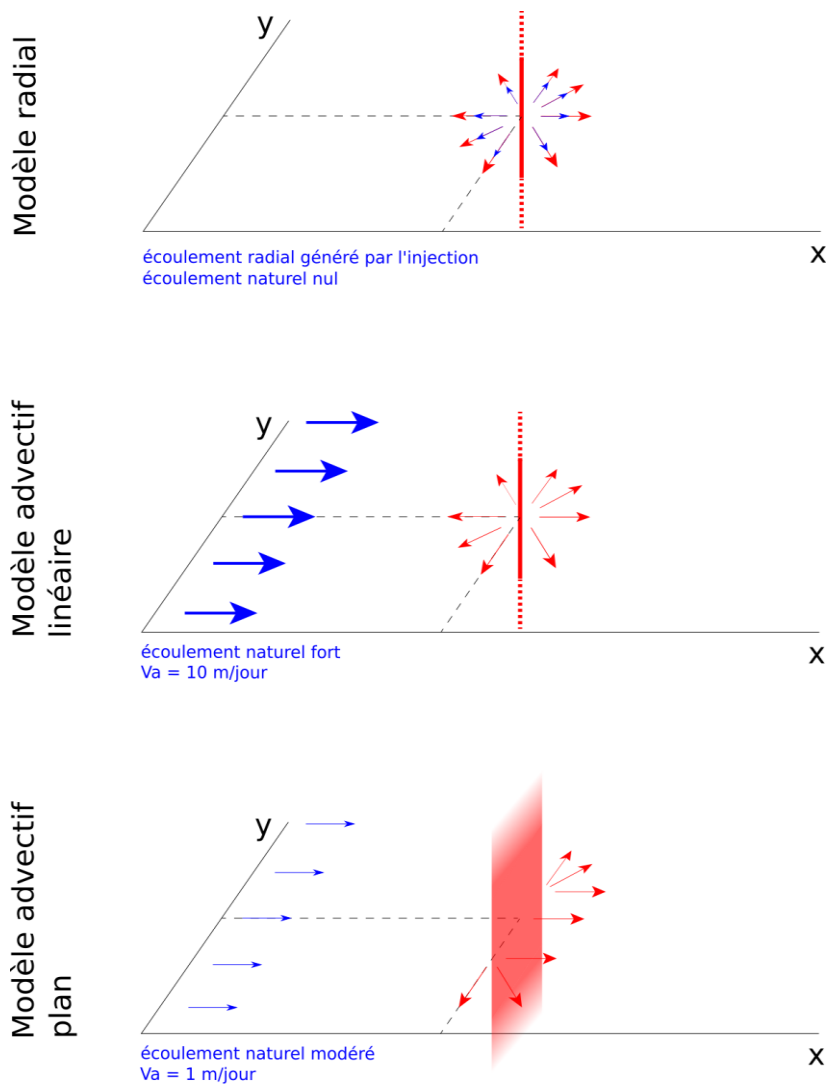 Modèle radial
y
x
écoulement radial généré par l'injection
écoulement naturel nul
Modèle advectif
linéaire
y
x
écoulement naturel fort
Va = 10 m/jour
Modèle advectif
plan
y
x
écoulement naturel modéré
Va = 1 m/jour